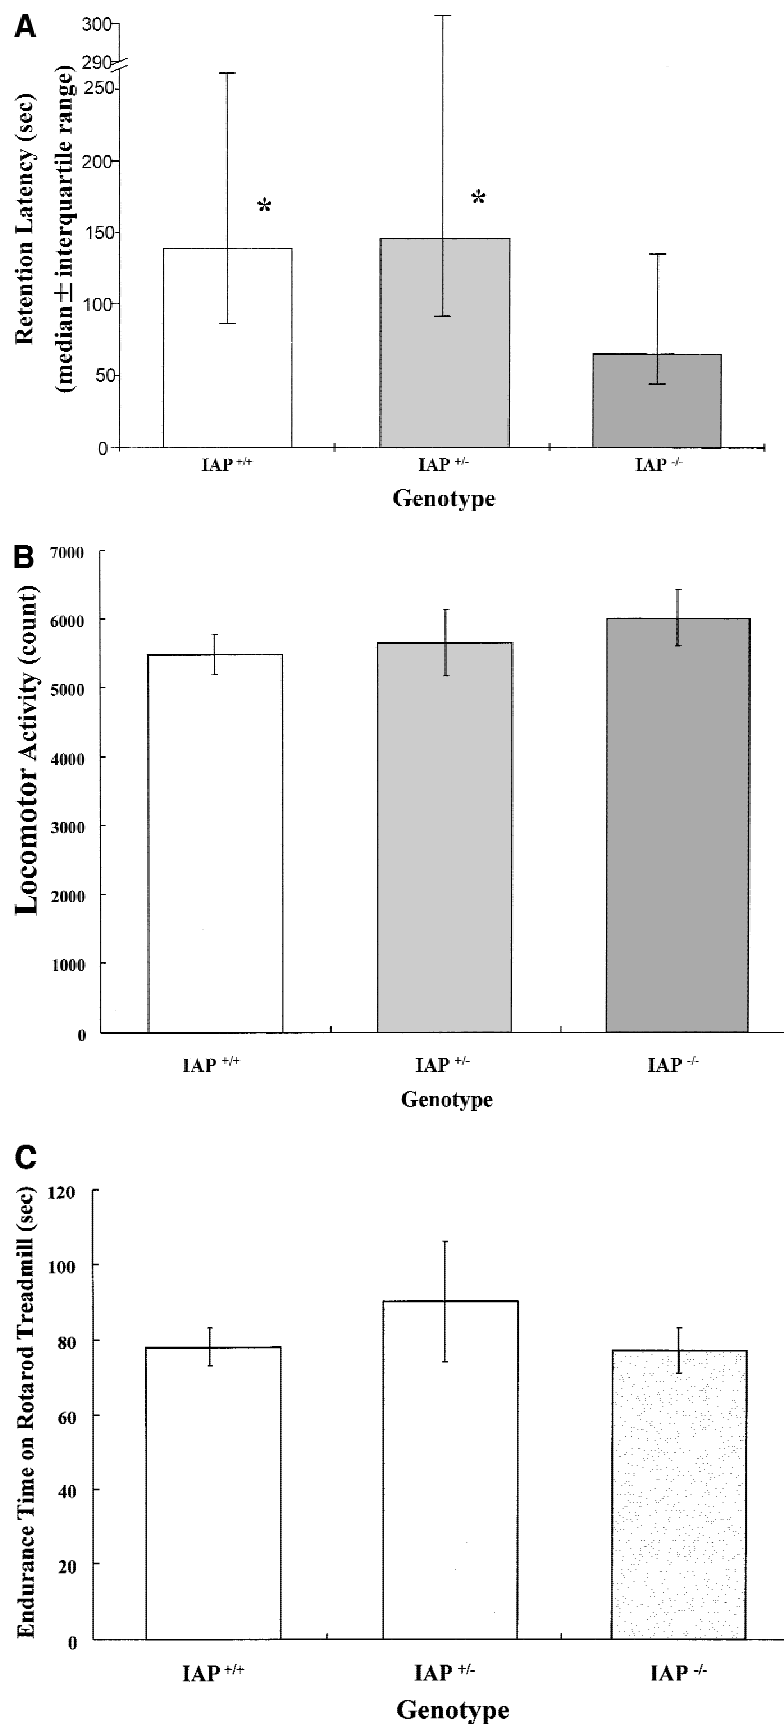 A
300
290
250
200
150
100
50
0
Retention Latency (sec)
(median ± interquartile range)
*
*
IAP +/+
IAP +/-
IAP -/-
Genotype
B
7000
6000
5000
4000
3000
2000
1000
0
Locomotor Activity (count)
IAP +/+
IAP +/-
IAP -/-
Genotype
C
120
100
80
60
40
20
0
Endurance Time on Rotarod Treadmill (sec)
IAP +/+
IAP +/-
IAP -/-
Genotype